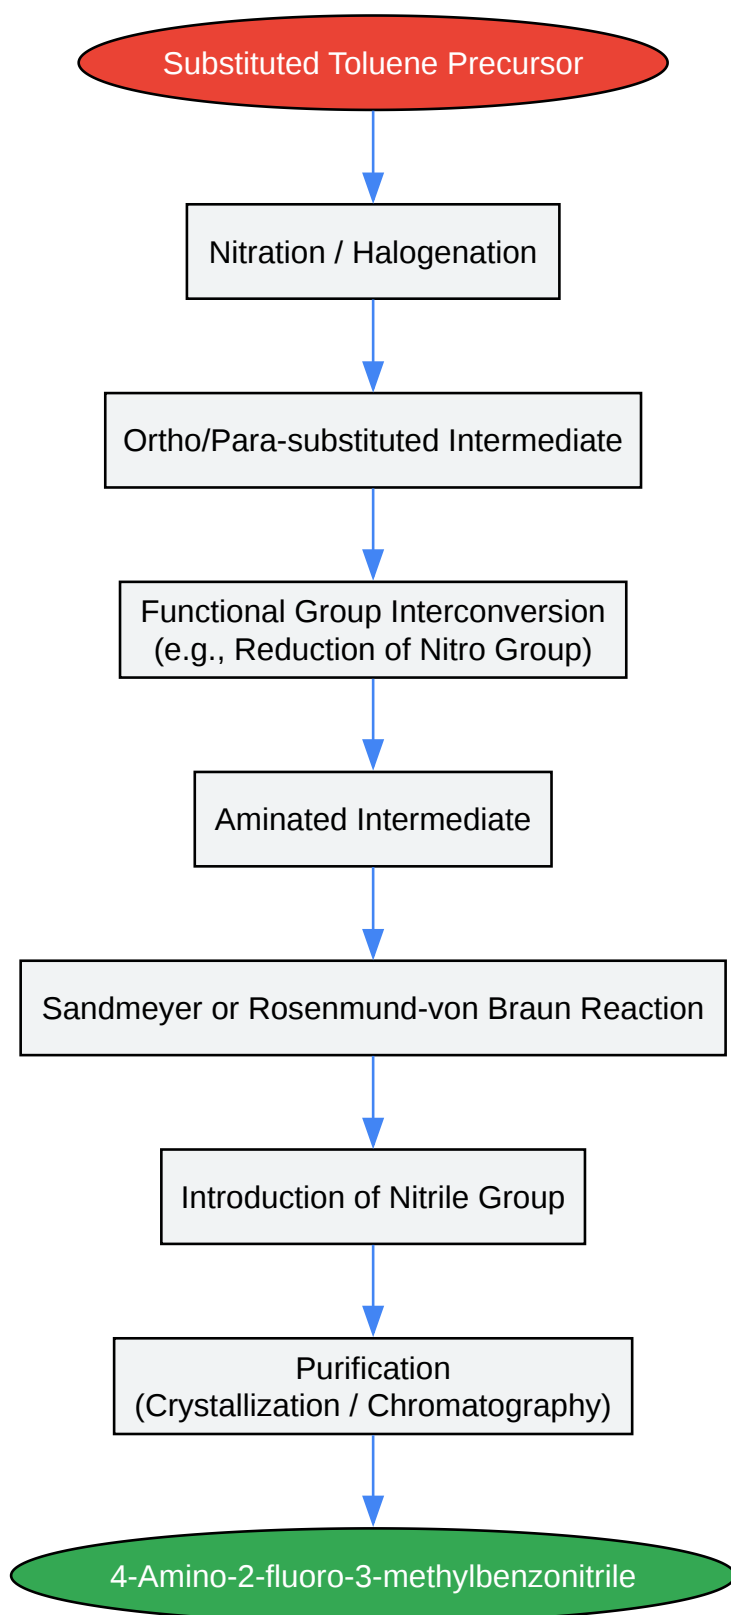 Substituted Toluene Precursor
Nitration / Halogenation
Ortho/Para-substituted Intermediate
Functional Group Interconversion
(e.g., Reduction of Nitro Group)
Aminated Intermediate
Sandmeyer or Rosenmund-von Braun Reaction
Introduction of Nitrile Group
Purification
(Crystallization / Chromatography)
4-Amino-2-fluoro-3-methylbenzonitrile